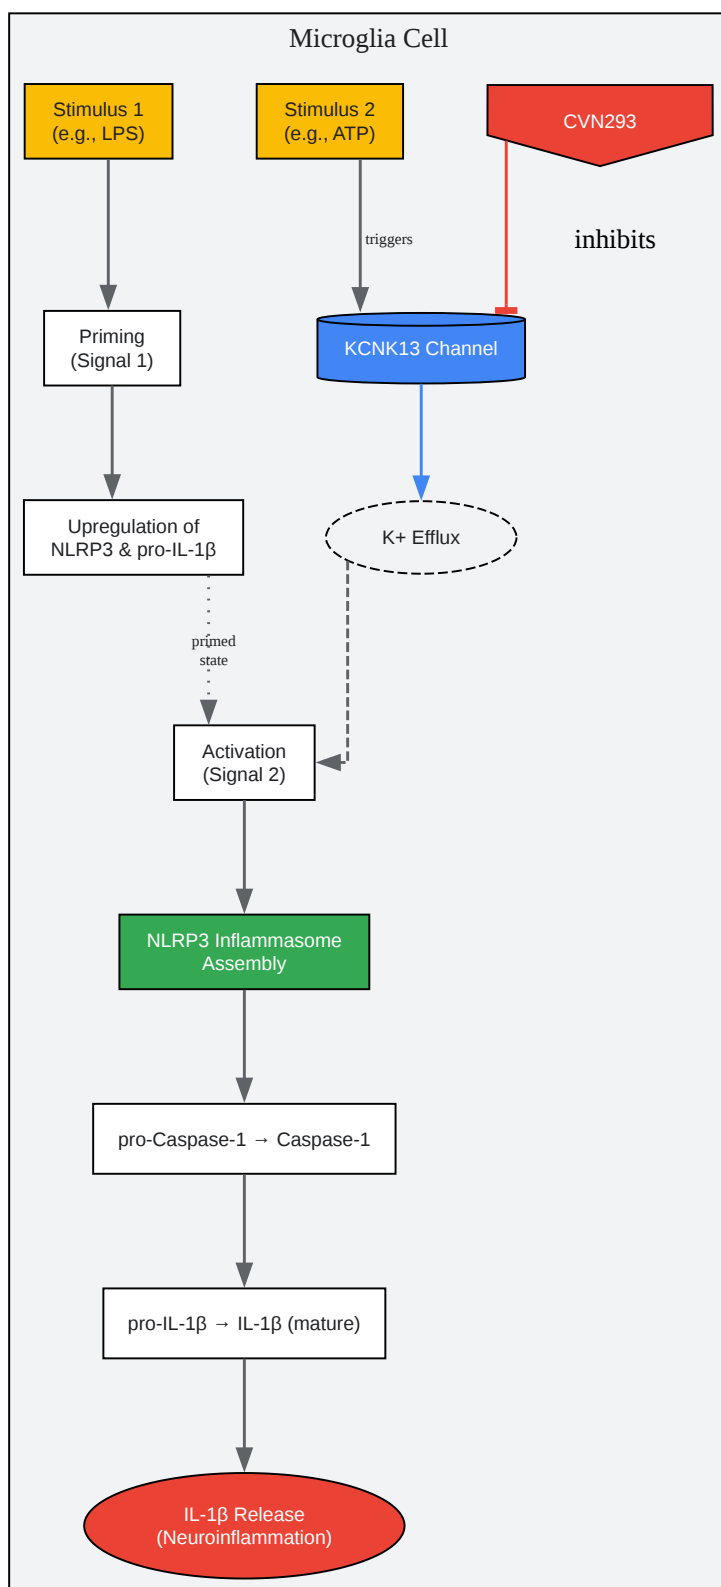 Microglia Cell
Stimulus 1
(e.g., LPS)
Stimulus 2
(e.g., ATP)
CVN293
triggers
inhibits
Priming
(Signal 1)
KCNK13 Channel
Upregulation of
NLRP3 & pro-IL-1β
K+ Efflux
primed
state
Activation
(Signal 2)
NLRP3 Inflammasome
Assembly
pro-Caspase-1 → Caspase-1
pro-IL-1β → IL-1β (mature)
IL-1β Release
(Neuroinflammation)